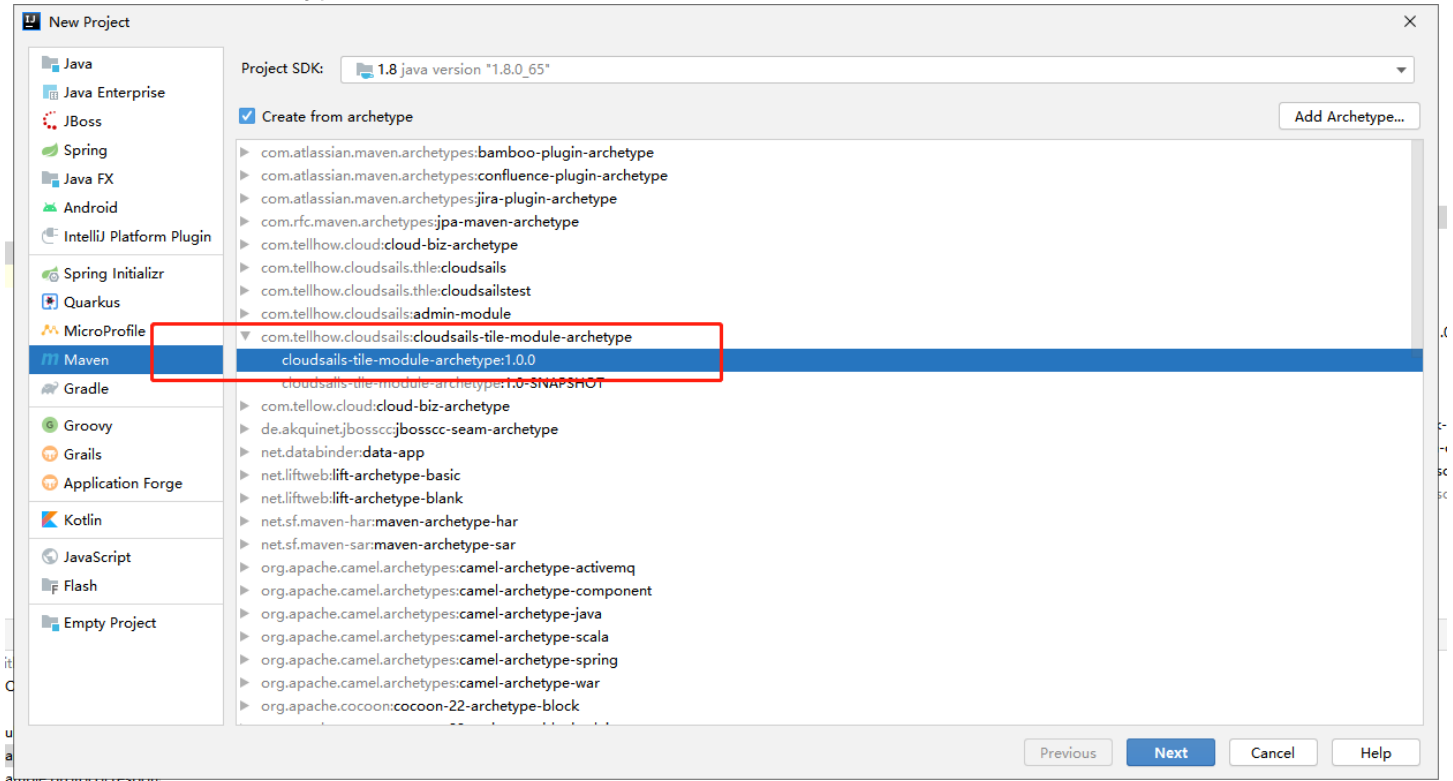 New Project
Java
Java Enterprise
JBoss
Spring
Java FX
Android
IntelliJ Platform Plugin
Spring Initializr
Quarkus
MicroProfile
Maven
Gradle
Groovy
Grails
Application Forge
Kotlin
JavaScript
Flash
Empty Project
Project SDK: 1.8 java version "1.8.0_65"
Create from archetype
Add Archetype...
com.atlassian.maven.archetypes:bamboo-plugin-archetype
com.atlassian.maven.archetypes:confluence-plugin-archetype
com.atlassian.maven.archetypes:jira-plugin-archetype
com.rfc.maven.archetypes:jpa-maven-archetype
com.tellhow.cloud:cloud-biz-archetype
com.tellhow.cloudsails.thle:cloudsails
com.tellhow.cloudsails.thle:cloudsailstest
com.tellhow.cloudsails:admin-module
com.tellhow.cloudsails:cloudsails-tile-module-archetype
cloudsails-tile-module-archetype:1.0.0
cloudsails-tile-module-archetype:1.0-SNAPSHOT
com.tellow.cloud:cloud-biz-archetype
de.akquinet.jbosscc:jbosscc-seam-archetype
net.databinder:data-app
net.liftweb:lift-archetype-basic
net.liftweb:lift-archetype-blank
net.sf.maven-har:maven-archetype-har
net.sf.maven-sar:maven-archetype-sar
org.apache.camel.archetypes:camel-archetype-activemq
org.apache.camel.archetypes:camel-archetype-component
org.apache.camel.archetypes:camel-archetype-java
org.apache.camel.archetypes:camel-archetype-scala
org.apache.camel.archetypes:camel-archetype-spring
org.apache.camel.archetypes:camel-archetype-war
org.apache.cocoon:cocoon-22-archetype-block
Previous
Next
Cancel
Help